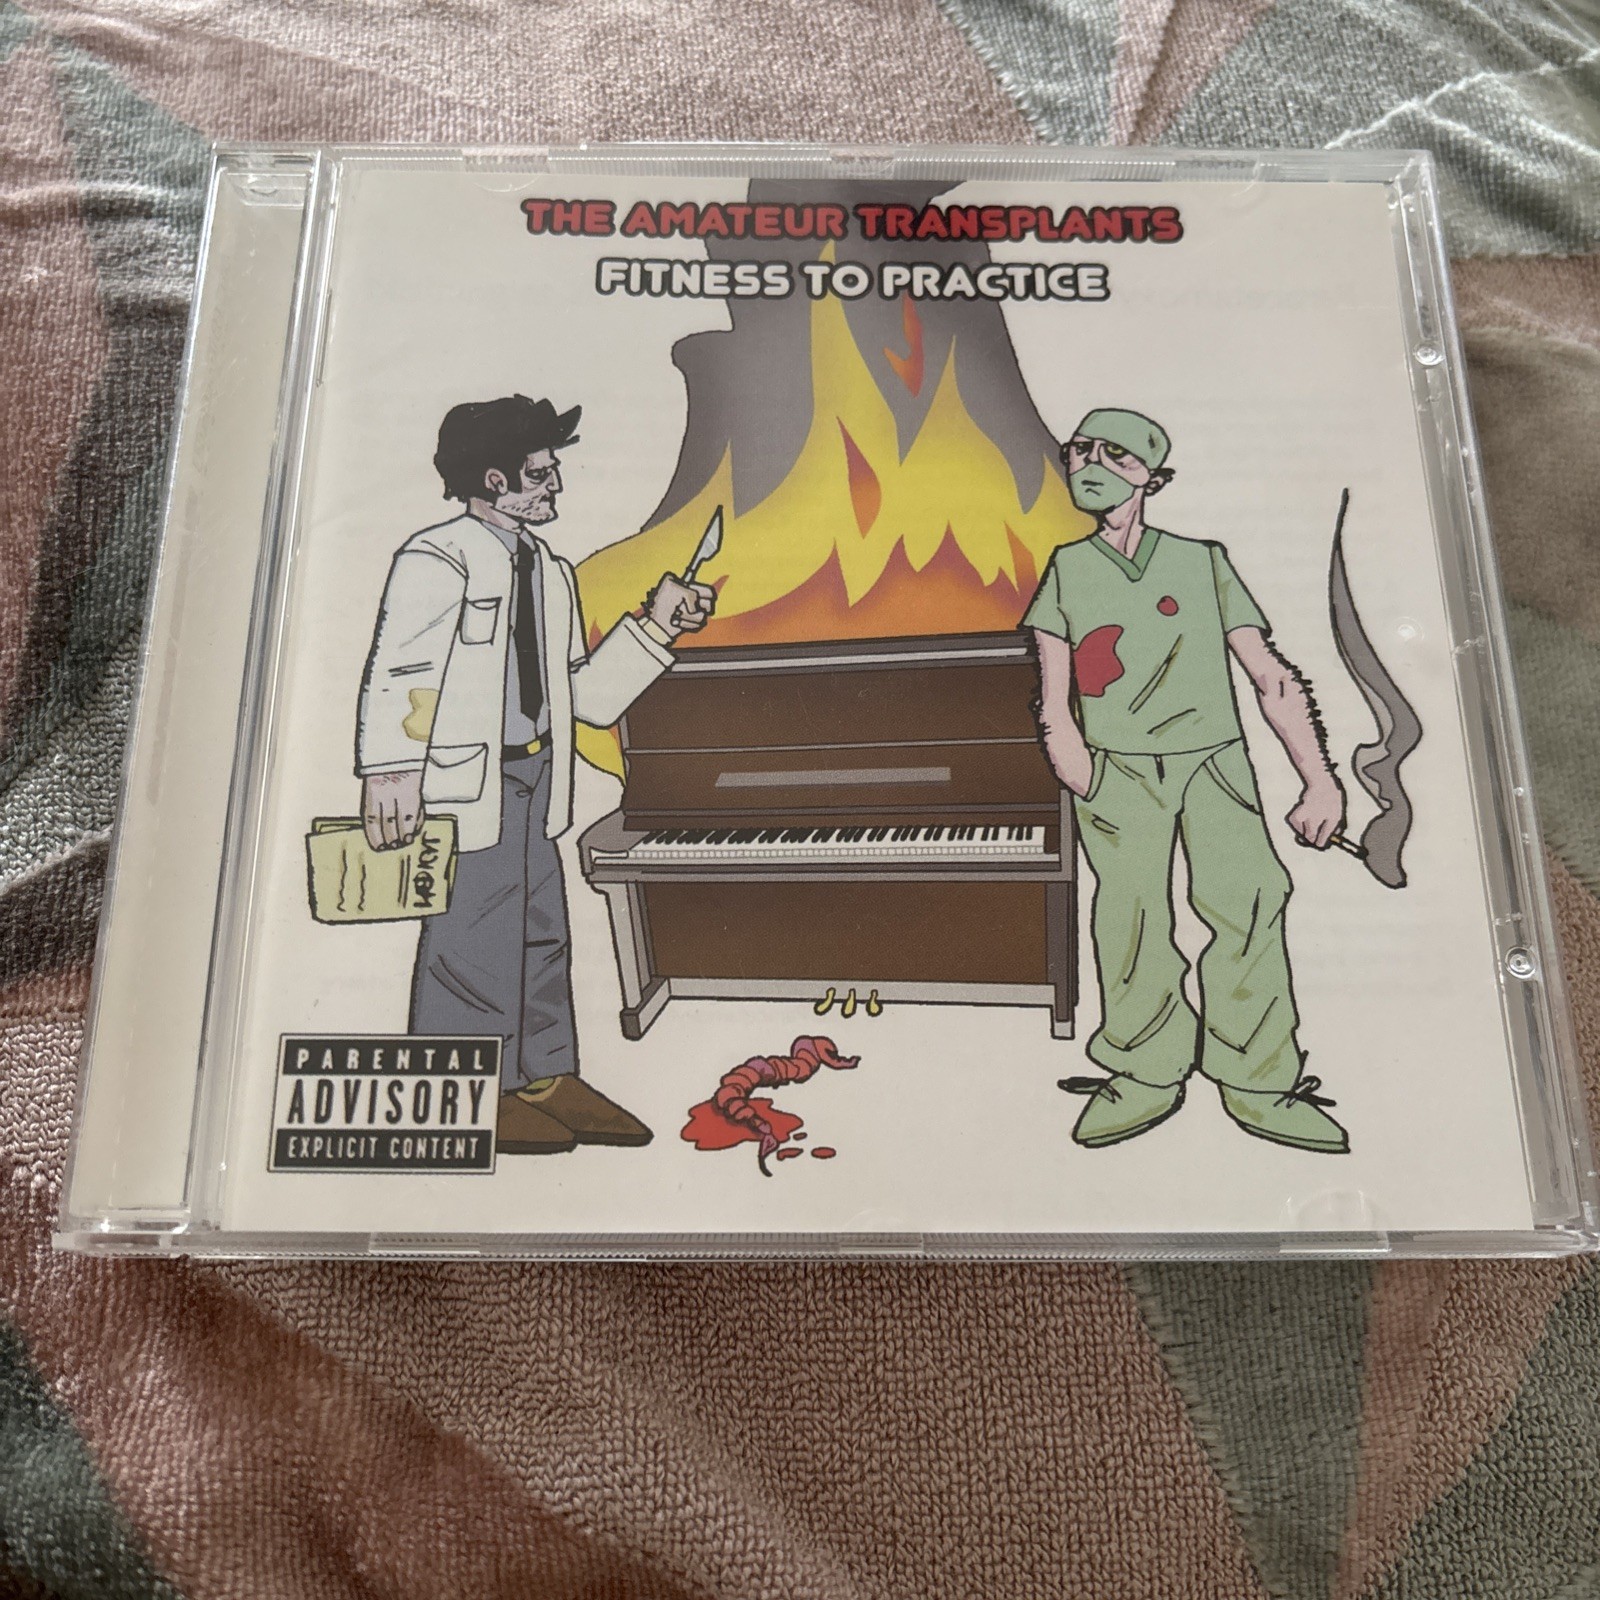 THE AMATEUR TRANSPLANTS
FITNESS TO PRACTICE
PARENTAL
ADVISORY
EXPLICIT CONTENT